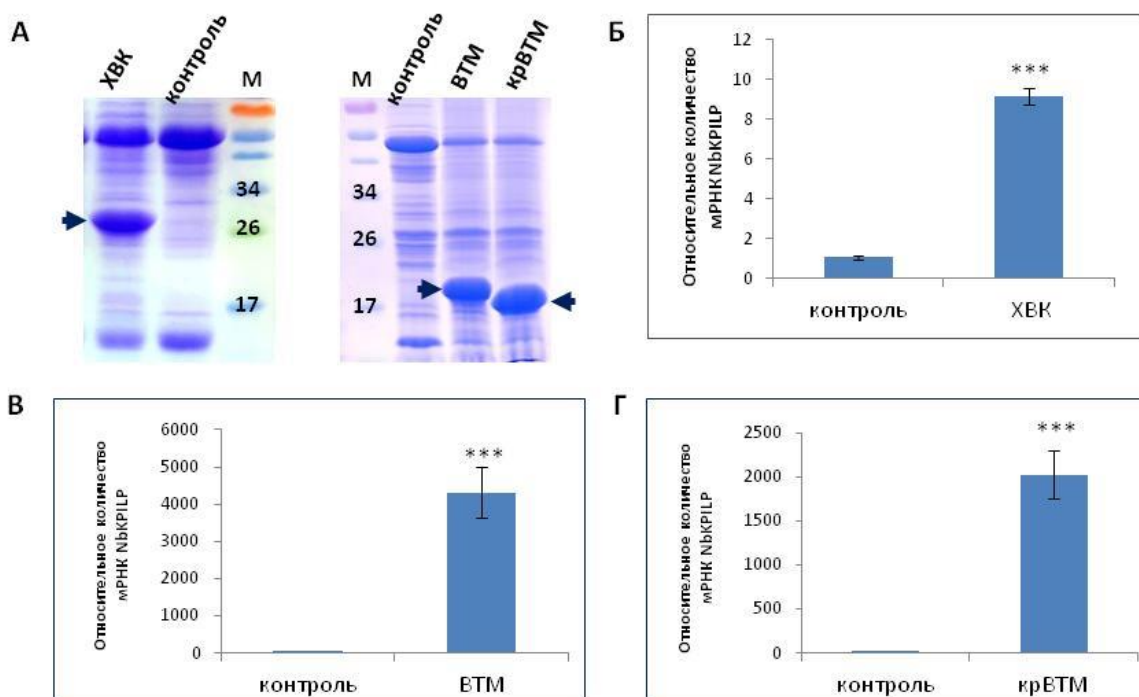 А
ХВК
контроль
М
34
26
17
М
контроль
ВТМ
крВТМ
34
26
17
Б
Относительное количество
мРНК NbKPILP
12
10
8
6
4
2
0
***
контроль
ХВК
В
Относительное количество
мРНК NbKPILP
6000
5000
4000
3000
2000
1000
0
***
контроль
ВТМ
Г
Относительное количество
мРНК NbKPILP
2500
2000
1500
1000
500
0
***
контроль
крВТМ